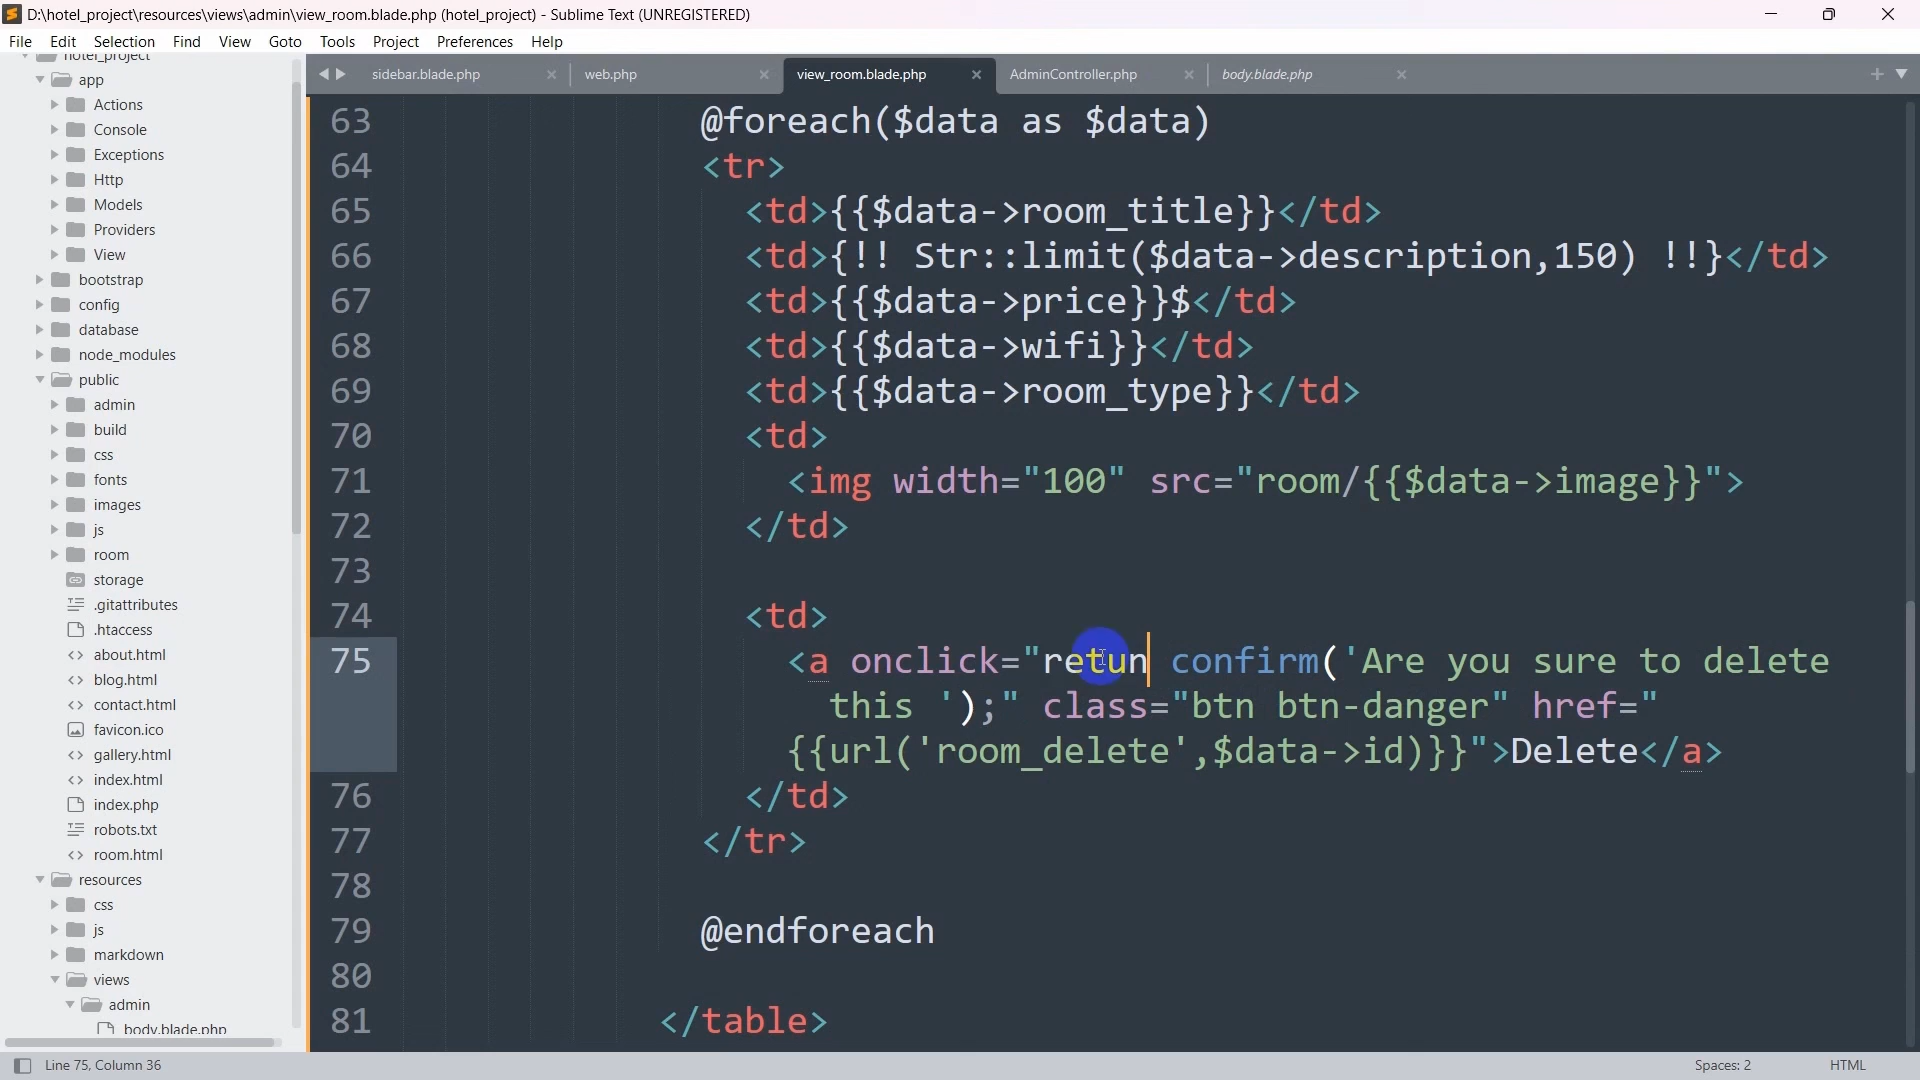 D:\hotel_project\resources\views\admin\view_room.blade.php (hotel_project) - Sublime Text (UNREGISTERED)
File Edit Selection Find View Goto Tools Project Preferences Help
hotel_project
app
Actions
Console
Exceptions
Http
Models
Providers
View
bootstrap
config
database
node_modules
public
admin
build
css
fonts
images
js
room
storage
.gitattributes
.htaccess
about.html
blog.html
contact.html
favicon.ico
gallery.html
index.html
index.php
robots.txt
room.html
resources
css
js
markdown
views
admin
body.blade.php
sidebar.blade.php web.php view_room.blade.php AdminController.php body.blade.php
63 @foreach($data as $data)
64 <tr>
65 <td>{{$data->room_title}}</td>
66 <td>{!! Str::limit($data->description,150) !!}</td>
67 <td>{{$data->price}}$</td>
68 <td>{{$data->wifi}}</td>
69 <td>{{$data->room_type}}</td>
70 <td>
71 <img width="100" src="room/{{$data->image}}">
72 </td>
73
74 <td>
75 <a onclick="retun confirm('Are you sure to delete
this ');" class="btn btn-danger" href="
{{url('room_delete',$data->id)}}">Delete</a>
76 </td>
77 </tr>
78
79 @endforeach
80
81 </table>
Line 75, Column 36
Spaces: 2 HTML